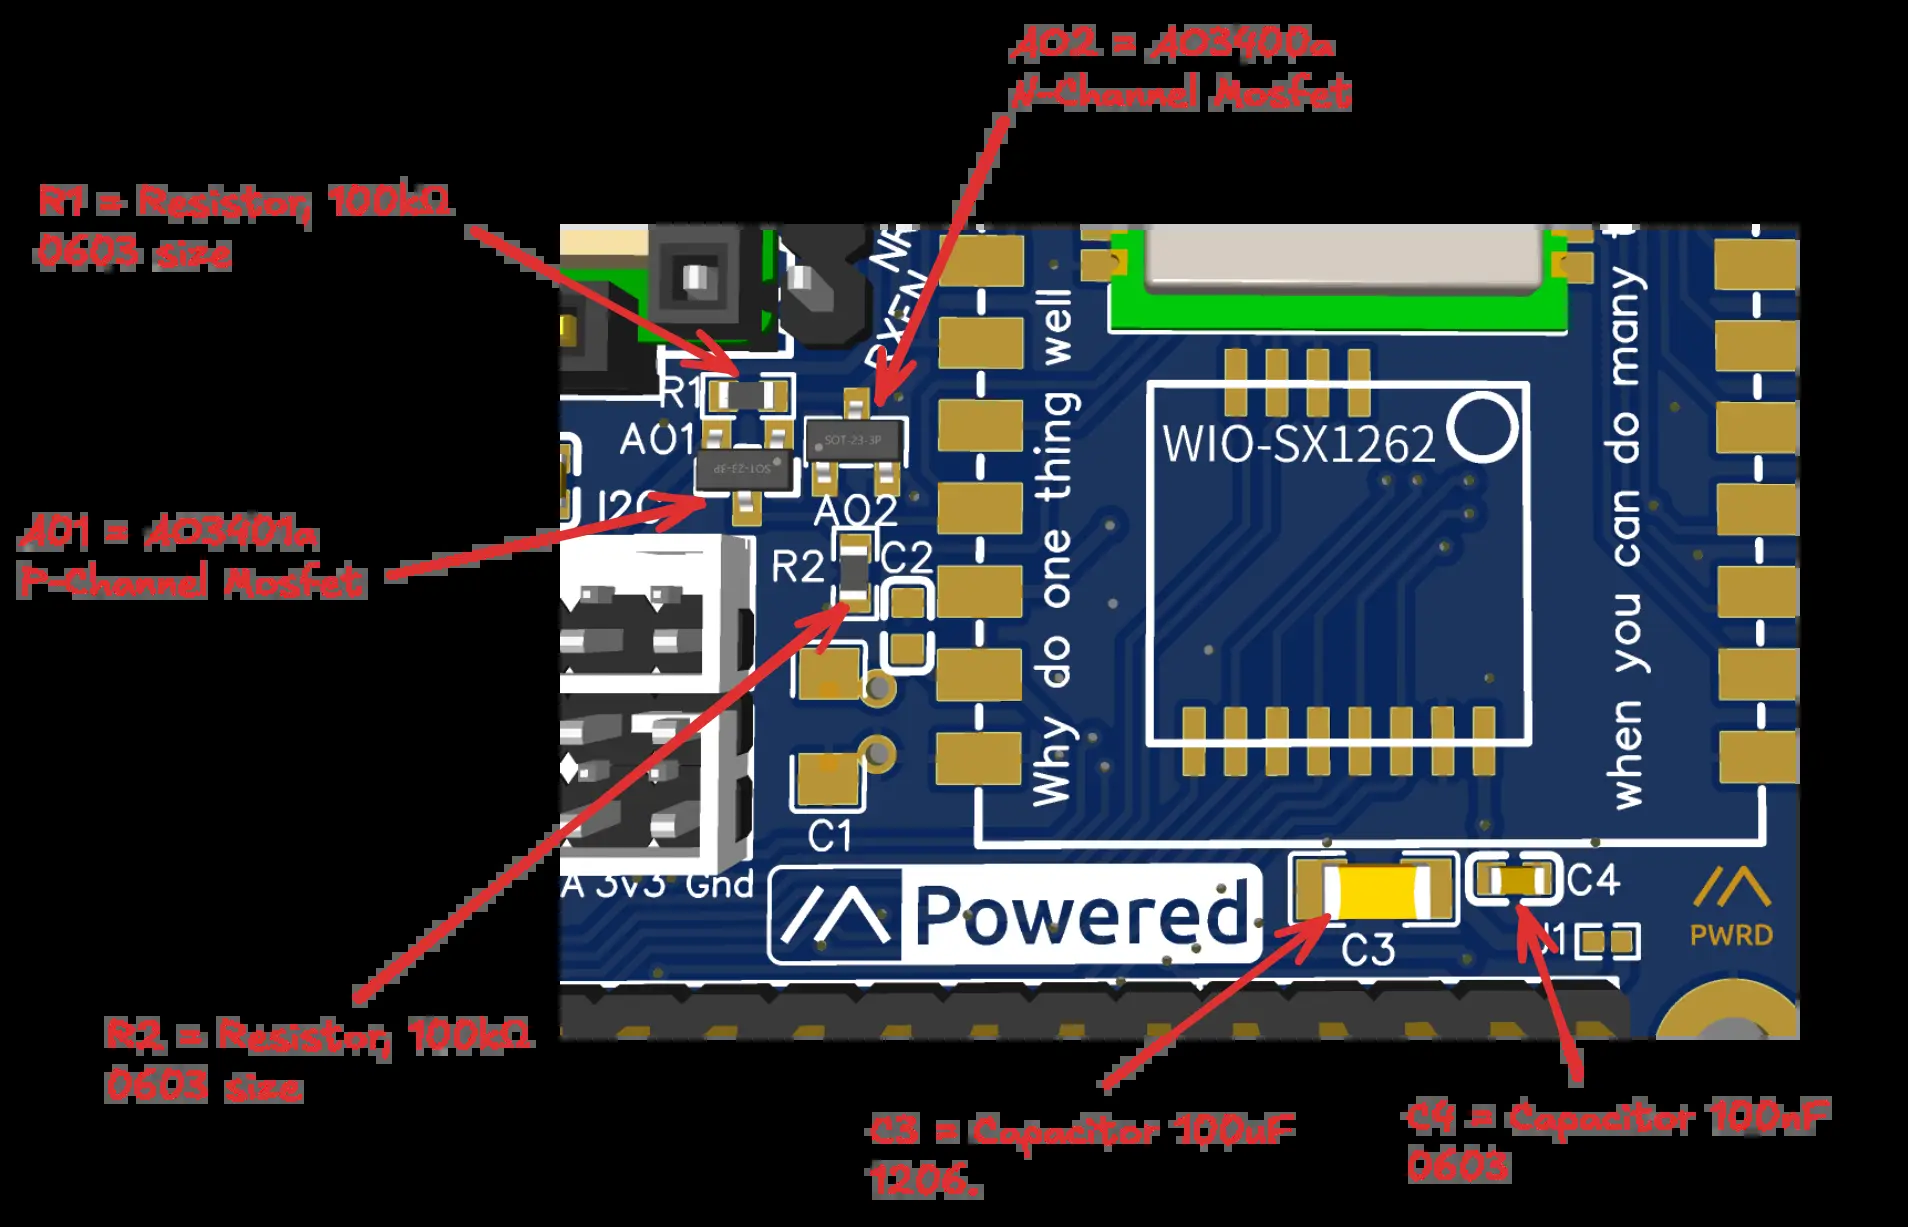 AO2 = AO3400a
N-Channel Mosfet
R1 = Resistor, 100kΩ
0603 size
RXEN
R1
AO1
SOT-23-3P
SOT-23-3P
WIO-SX1262
I2C
AO2
AO1 = AO3401a
P-Channel Mosfet
R2
C2
Why do one thing well
when you can do many
C1
A 3v3 Gnd
Powered
C3
C4
J1
PWRD
R2 = Resistor, 100kΩ
0603 size
C3 = Capacitor 100uF
1206.
C4 = Capacitor 100nF
0603